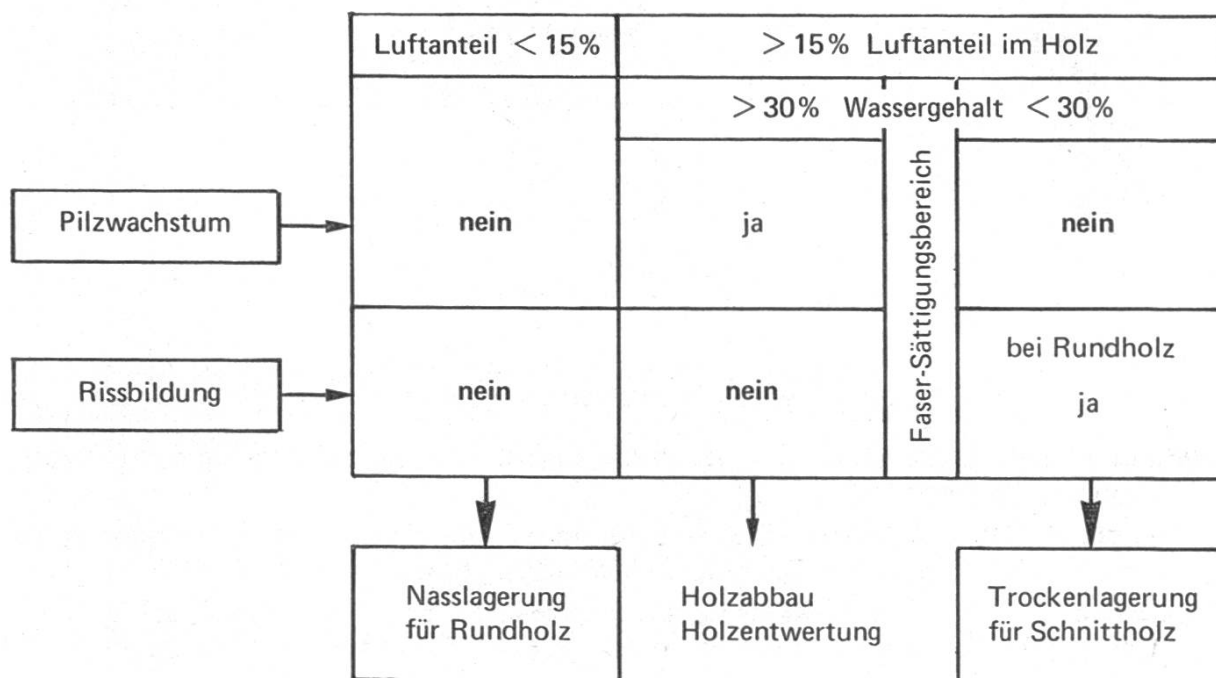 Luftanteil < 15%
> 15% Luftanteil im Holz
> 30% Wassergehalt < 30%
Pilzwachstum
nein
ja
Faser-Sättigungsbereich
nein
Rissbildung
nein
nein
bei Rundholz
ja
Nasslagerung
für Rundholz
Holzabbau
Holzentwertung
Trockenlagerung
für Schnittholz